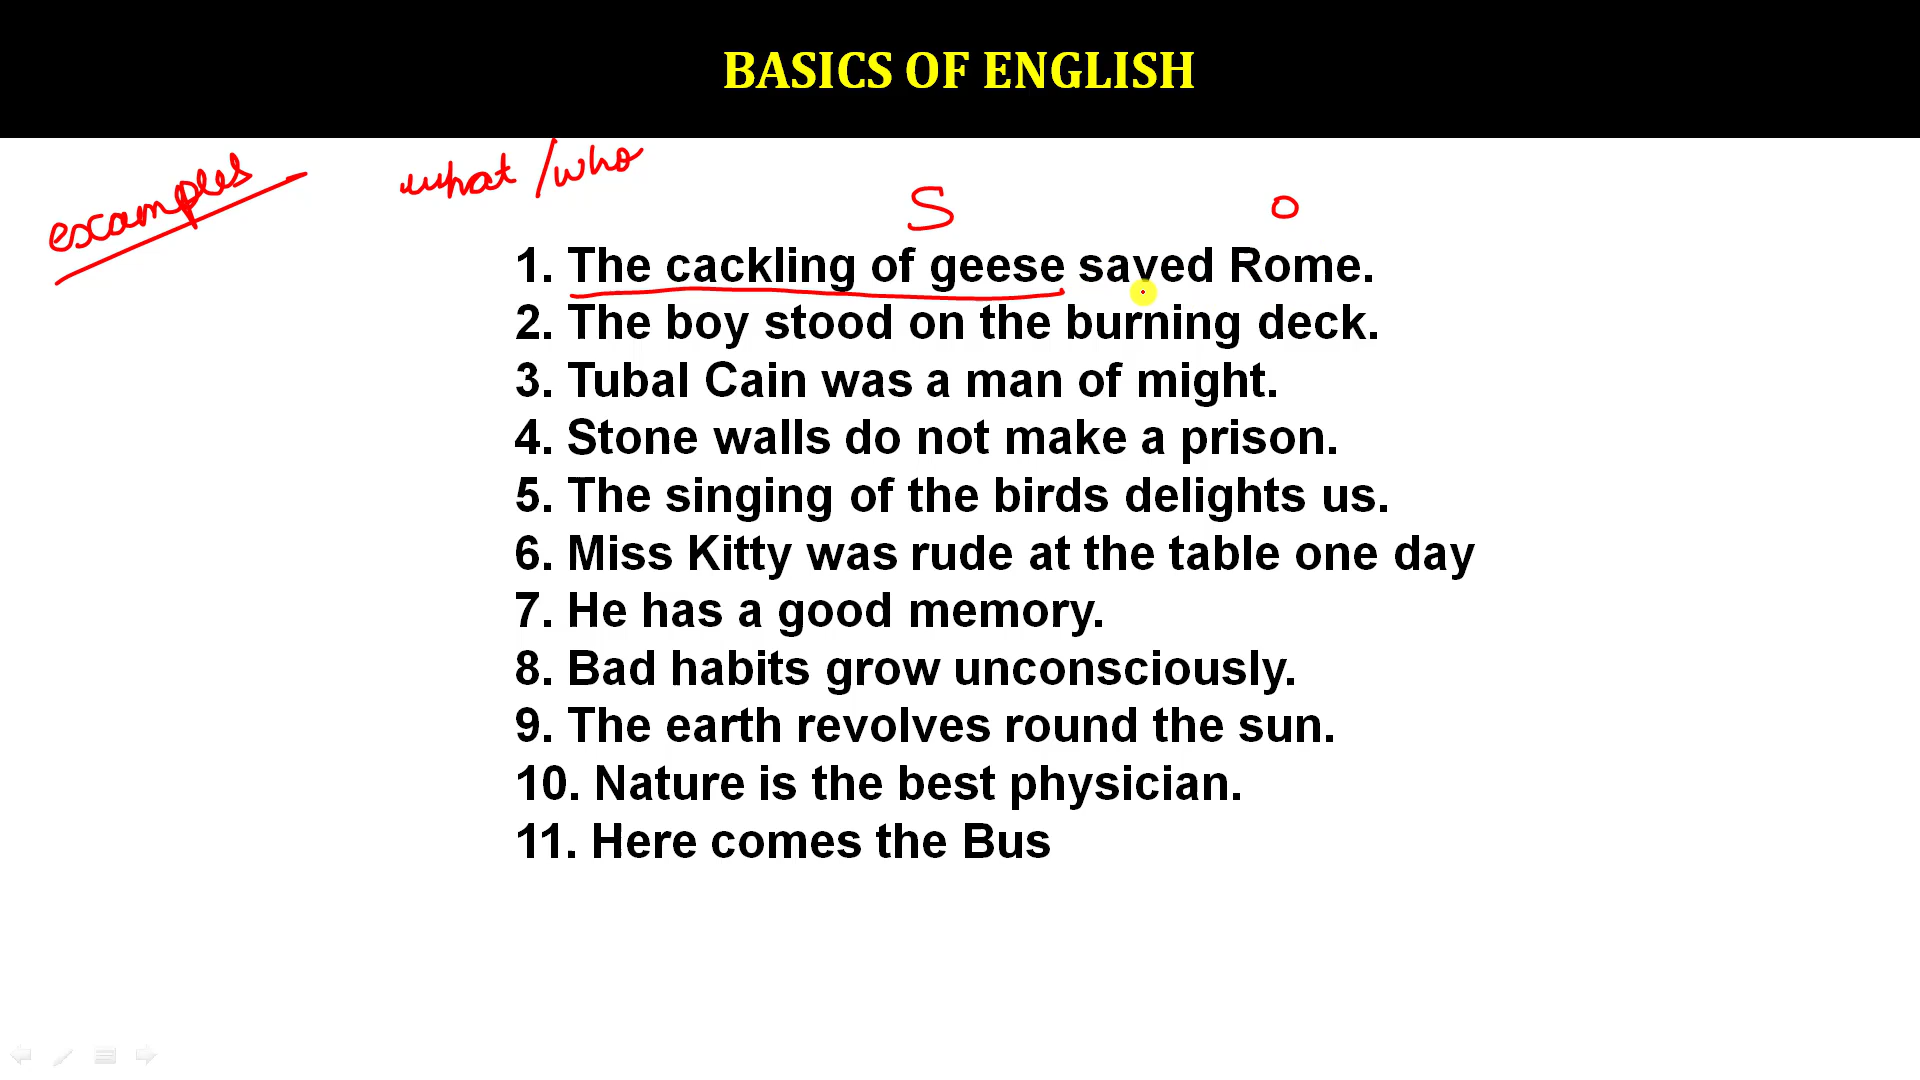 BASICS OF ENGLISH
examples what/who
S O
1. The cackling of geese saved Rome.
2. The boy stood on the burning deck.
3. Tubal Cain was a man of might.
4. Stone walls do not make a prison.
5. The singing of the birds delights us.
6. Miss Kitty was rude at the table one day
7. He has a good memory.
8. Bad habits grow unconsciously.
9. The earth revolves round the sun.
10. Nature is the best physician.
11. Here comes the Bus